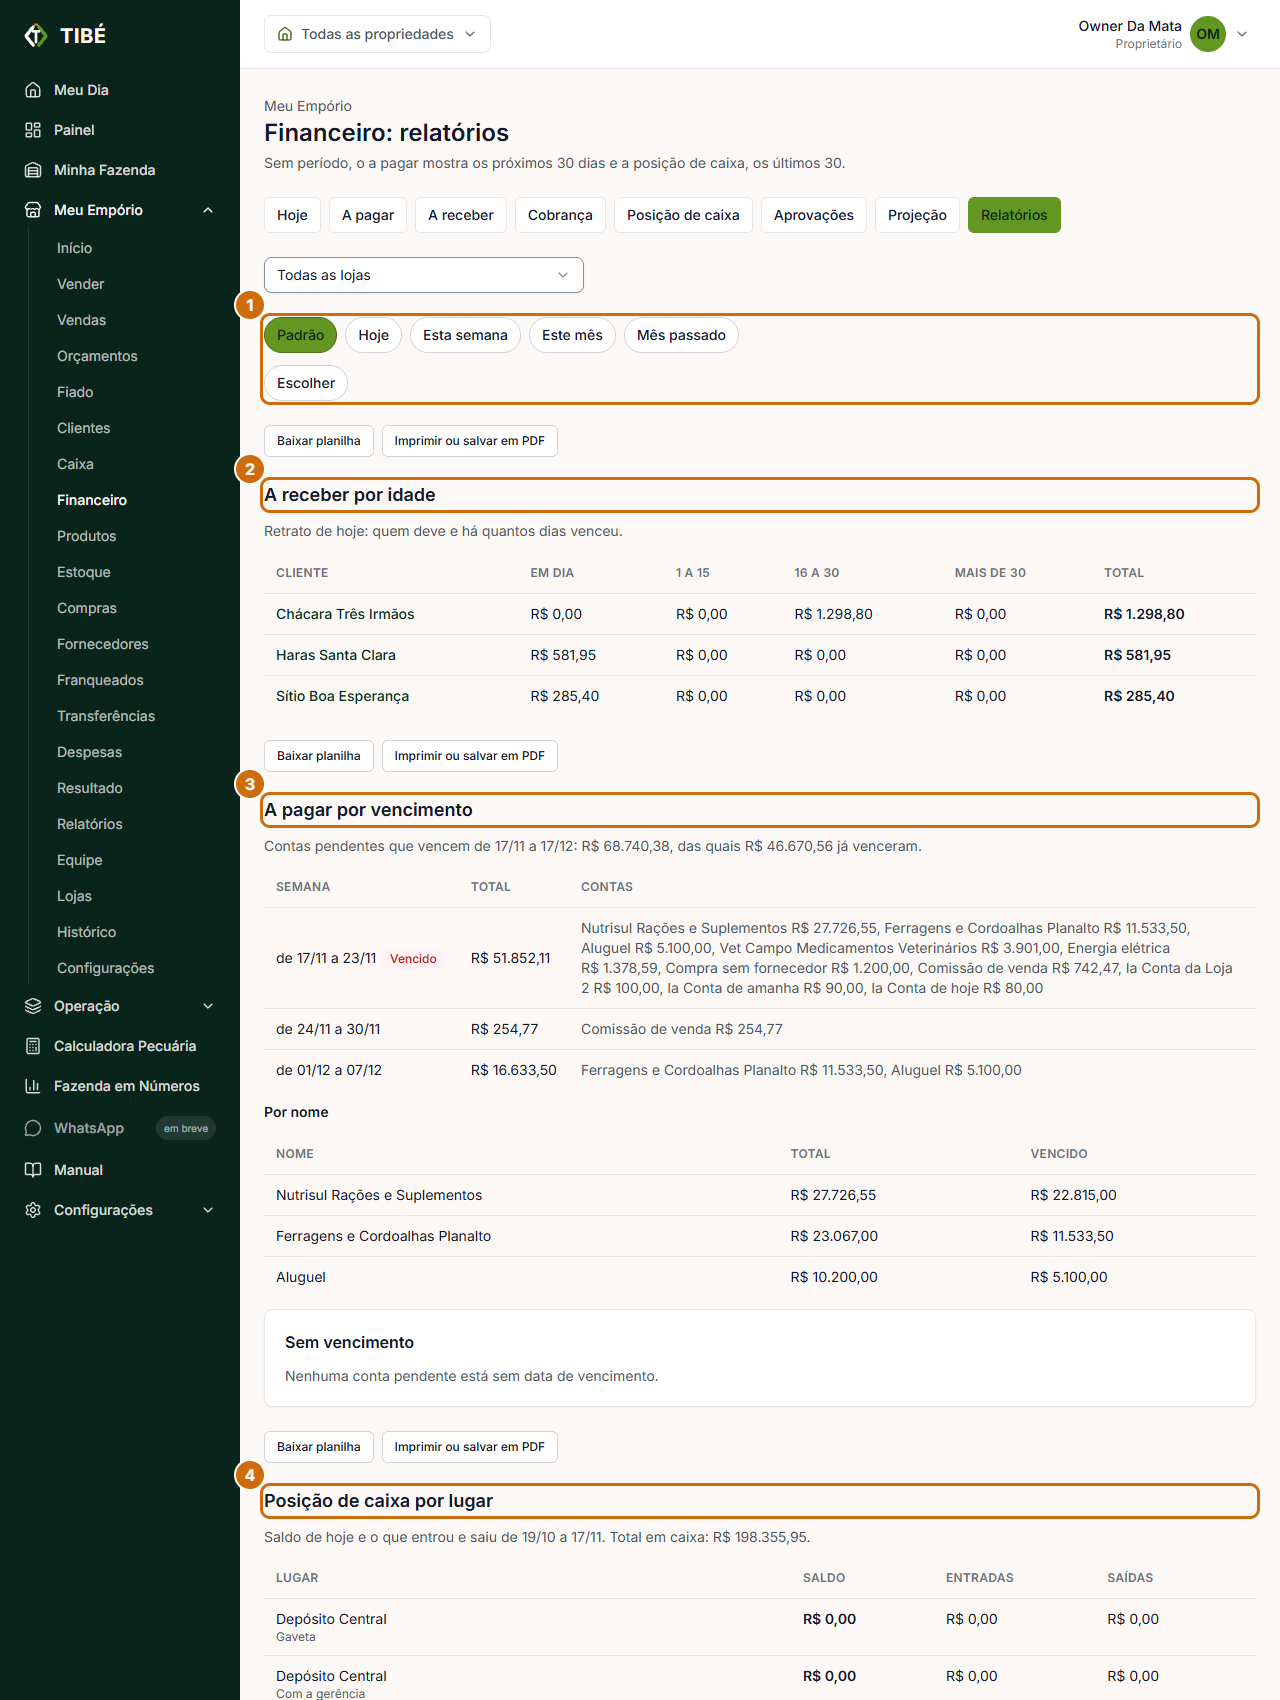 TIBÉ
Todas as propriedades
Owner Da Mata
Proprietário
OM
Meu Dia
Painel
Minha Fazenda
Meu Empório
Início
Vender
Vendas
Orçamentos
Fiado
Clientes
Caixa
Financeiro
Produtos
Estoque
Compras
Fornecedores
Franqueados
Transferências
Despesas
Resultado
Relatórios
Equipe
Lojas
Histórico
Configurações
Operação
Calculadora Pecuária
Fazenda em Números
WhatsApp em breve
Manual
Configurações
Meu Empório
Financeiro: relatórios
Sem período, o a pagar mostra os próximos 30 dias e a posição de caixa, os últimos 30.
Hoje A pagar A receber Cobrança Posição de caixa Aprovações Projeção Relatórios
Todas as lojas
1
Padrão Hoje Esta semana Este mês Mês passado
Escolher
Baixar planilha Imprimir ou salvar em PDF
2
A receber por idade
Retrato de hoje: quem deve e há quantos dias venceu.
CLIENTE EM DIA 1 A 15 16 A 30 MAIS DE 30 TOTAL
Chácara Três Irmãos R$ 0,00 R$ 0,00 R$ 1.298,80 R$ 0,00 R$ 1.298,80
Haras Santa Clara R$ 581,95 R$ 0,00 R$ 0,00 R$ 0,00 R$ 581,95
Sítio Boa Esperança R$ 285,40 R$ 0,00 R$ 0,00 R$ 0,00 R$ 285,40
Baixar planilha Imprimir ou salvar em PDF
3
A pagar por vencimento
Contas pendentes que vencem de 17/11 a 17/12: R$ 68.740,38, das quais R$ 46.670,56 já venceram.
SEMANA TOTAL CONTAS
de 17/11 a 23/11 Vencido R$ 51.852,11
Nutrisul Rações e Suplementos R$ 27.726,55, Ferragens e Cordoalhas Planalto R$ 11.533,50,
Aluguel R$ 5.100,00, Vet Campo Medicamentos Veterinários R$ 3.901,00, Energia elétrica
R$ 1.378,59, Compra sem fornecedor R$ 1.200,00, Comissão de venda R$ 742,47, Ia Conta da Loja
2 R$ 100,00, Ia Conta de amanha R$ 90,00, Ia Conta de hoje R$ 80,00
de 24/11 a 30/11 R$ 254,77 Comissão de venda R$ 254,77
de 01/12 a 07/12 R$ 16.633,50 Ferragens e Cordoalhas Planalto R$ 11.533,50, Aluguel R$ 5.100,00
Por nome
NOME TOTAL VENCIDO
Nutrisul Rações e Suplementos R$ 27.726,55 R$ 22.815,00
Ferragens e Cordoalhas Planalto R$ 23.067,00 R$ 11.533,50
Aluguel R$ 10.200,00 R$ 5.100,00
Sem vencimento
Nenhuma conta pendente está sem data de vencimento.
Baixar planilha Imprimir ou salvar em PDF
4
Posição de caixa por lugar
Saldo de hoje e o que entrou e saiu de 19/10 a 17/11. Total em caixa: R$ 198.355,95.
LUGAR SALDO ENTRADAS SAÍDAS
Depósito Central R$ 0,00 R$ 0,00 R$ 0,00
Gaveta
Depósito Central R$ 0,00 R$ 0,00 R$ 0,00
Com a gerência